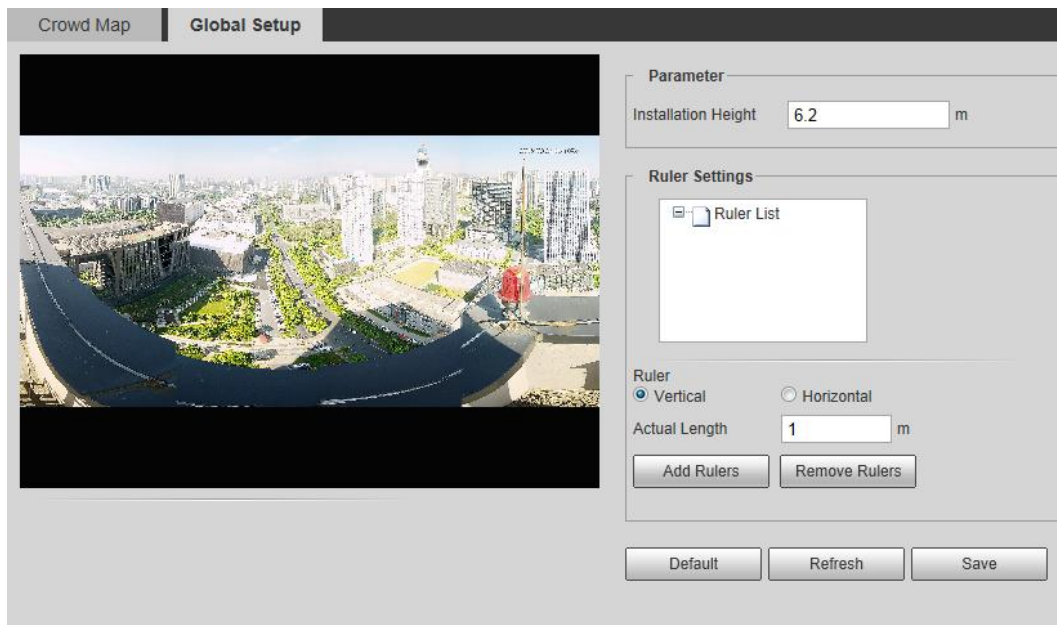 Crowd Map
Global Setup
Parameter
Installation Height 6.2 m
Ruler Settings
Ruler List
Ruler
Vertical Horizontal
Actual Length 1 m
Add Rulers Remove Rulers
Default Refresh Save